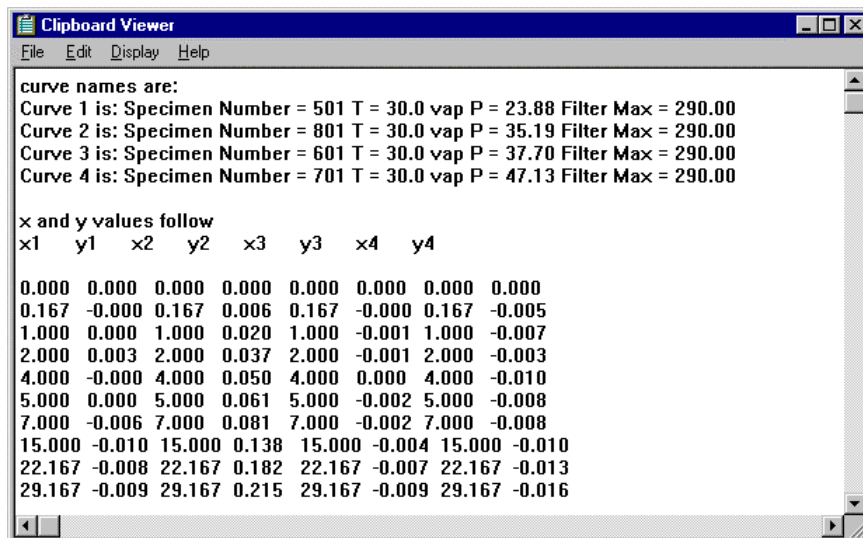 Clipboard Viewer
File Edit Display Help
curve names are:
Curve 1 is: Specimen Number = 501 T = 30.0 vap P = 23.88 Filter Max = 290.00
Curve 2 is: Specimen Number = 801 T = 30.0 vap P = 35.19 Filter Max = 290.00
Curve 3 is: Specimen Number = 601 T = 30.0 vap P = 37.70 Filter Max = 290.00
Curve 4 is: Specimen Number = 701 T = 30.0 vap P = 47.13 Filter Max = 290.00
x and y values follow
x1 y1 x2 y2 x3 y3 x4 y4
0.000 0.000 0.000 0.000 0.000 0.000 0.000 0.000
0.167 -0.000 0.167 0.006 0.167 -0.000 0.167 -0.005
1.000 0.000 1.000 0.020 1.000 -0.001 1.000 -0.007
2.000 0.003 2.000 0.037 2.000 -0.001 2.000 -0.003
4.000 -0.000 4.000 0.050 4.000 0.000 4.000 -0.010
5.000 0.000 5.000 0.061 5.000 -0.002 5.000 -0.008
7.000 -0.006 7.000 0.081 7.000 -0.002 7.000 -0.008
15.000 -0.010 15.000 0.138 15.000 -0.004 15.000 -0.010
22.167 -0.008 22.167 0.182 22.167 -0.007 22.167 -0.013
29.167 -0.009 29.167 0.215 29.167 -0.009 29.167 -0.016